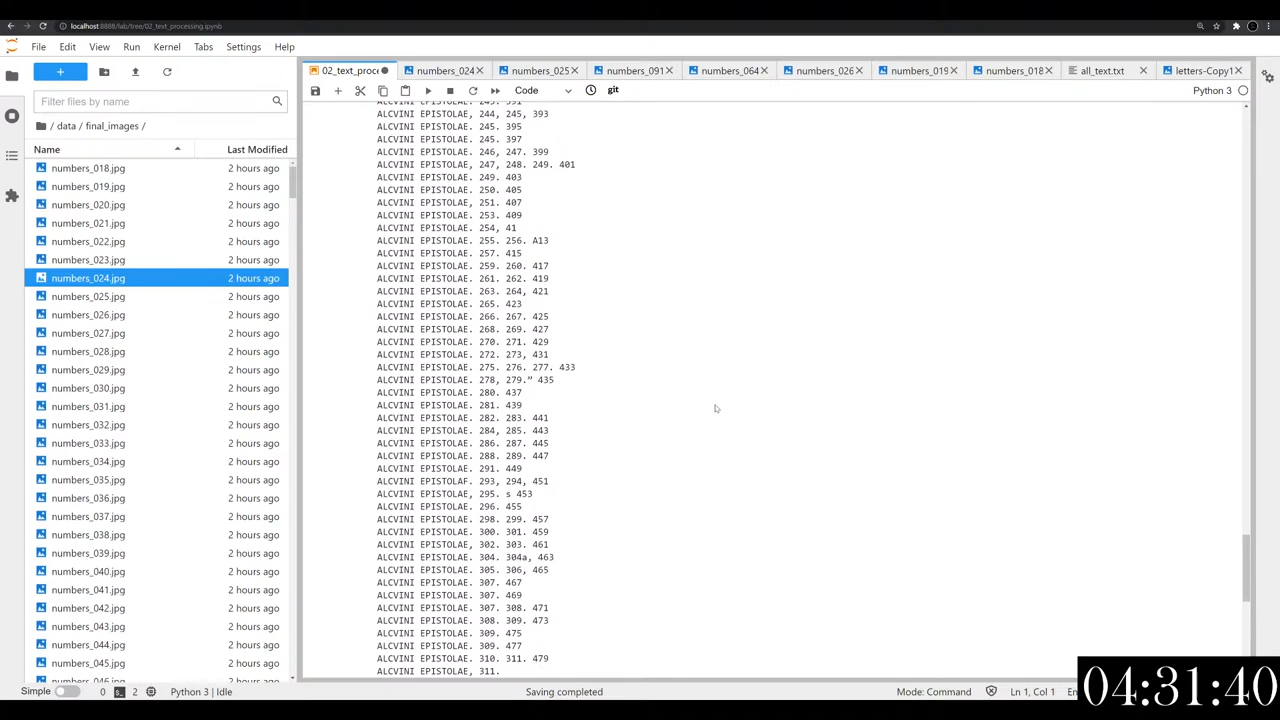 localhost:8888/lab/tree/02_text_processing.ipynb
File Edit View Run Kernel Tabs Settings Help
+
Filter files by name
/ data / final_images /
Name Last Modified
numbers_018.jpg 2 hours ago
numbers_019.jpg 2 hours ago
numbers_020.jpg 2 hours ago
numbers_021.jpg 2 hours ago
numbers_022.jpg 2 hours ago
numbers_023.jpg 2 hours ago
numbers_024.jpg 2 hours ago
numbers_025.jpg 2 hours ago
numbers_026.jpg 2 hours ago
numbers_027.jpg 2 hours ago
numbers_028.jpg 2 hours ago
numbers_029.jpg 2 hours ago
numbers_030.jpg 2 hours ago
numbers_031.jpg 2 hours ago
numbers_032.jpg 2 hours ago
numbers_033.jpg 2 hours ago
numbers_034.jpg 2 hours ago
numbers_035.jpg 2 hours ago
numbers_036.jpg 2 hours ago
numbers_037.jpg 2 hours ago
numbers_038.jpg 2 hours ago
numbers_039.jpg 2 hours ago
numbers_040.jpg 2 hours ago
numbers_041.jpg 2 hours ago
numbers_042.jpg 2 hours ago
numbers_043.jpg 2 hours ago
numbers_044.jpg 2 hours ago
numbers_045.jpg 2 hours ago
02_text_proce numbers_024 numbers_025 numbers_091 numbers_064 numbers_026 numbers_019 numbers_018 all_text.txt letters-Copy1
Code git Python 3
ALCVINI EPISTOLAE. 243. 391
ALCVINI EPISTOLAE, 244, 245, 393
ALCVINI EPISTOLAE. 245. 395
ALCVINI EPISTOLAE. 245. 397
ALCVINI EPISTOLAE. 246, 247. 399
ALCVINI EPISTOLAE, 247, 248. 249. 401
ALCVINI EPISTOLAE. 249. 403
ALCVINI EPISTOLAE. 250. 405
ALCVINI EPISTOLAE, 251. 407
ALCVINI EPISTOLAE. 253. 409
ALCVINI EPISTOLAE. 254, 41
ALCVINI EPISTOLAE. 255. 256. A13
ALCVINI EPISTOLAE. 257. 415
ALCVINI EPISTOLAE. 259. 260. 417
ALCVINI EPISTOLAE. 261. 262. 419
ALCVINI EPISTOLAE. 263. 264, 421
ALCVINI EPISTOLAE. 265. 423
ALCVINI EPISTOLAE. 266. 267. 425
ALCVINI EPISTOLAE. 268. 269. 427
ALCVINI EPISTOLAE. 270. 271. 429
ALCVINI EPISTOLAE. 272. 273, 431
ALCVINI EPISTOLAE. 275. 276. 277. 433
ALCVINI EPISTOLAE. 278, 279.” 435
ALCVINI EPISTOLAE. 280. 437
ALCVINI EPISTOLAE. 281. 439
ALCVINI EPISTOLAE. 282. 283. 441
ALCVINI EPISTOLAE. 284, 285. 443
ALCVINI EPISTOLAE. 286. 287. 445
ALCVINI EPISTOLAE. 288. 289. 447
ALCVINI EPISTOLAE. 291. 449
ALCVINI EPISTOLAF. 293, 294, 451
ALCVINI EPISTOLAE, 295. s 453
ALCVINI EPISTOLAE. 296. 455
ALCVINI EPISTOLAE. 298. 299. 457
ALCVINI EPISTOLAE. 300. 301. 459
ALCVINI EPISTOLAE, 302. 303. 461
ALCVINI EPISTOLAE. 304. 304a, 463
ALCVINI EPISTOLAE. 305. 306, 465
ALCVINI EPISTOLAE. 307. 467
ALCVINI EPISTOLAE. 307. 469
ALCVINI EPISTOLAE. 307. 308. 471
ALCVINI EPISTOLAE. 308. 309. 473
ALCVINI EPISTOLAE. 309. 475
ALCVINI EPISTOLAE. 309. 477
ALCVINI EPISTOLAE. 310. 311. 479
ALCVINI EPISTOLAE, 311.
Simple 0 2 Python 3 | Idle Saving completed Mode: Command Ln 1, Col 1
04:31:40